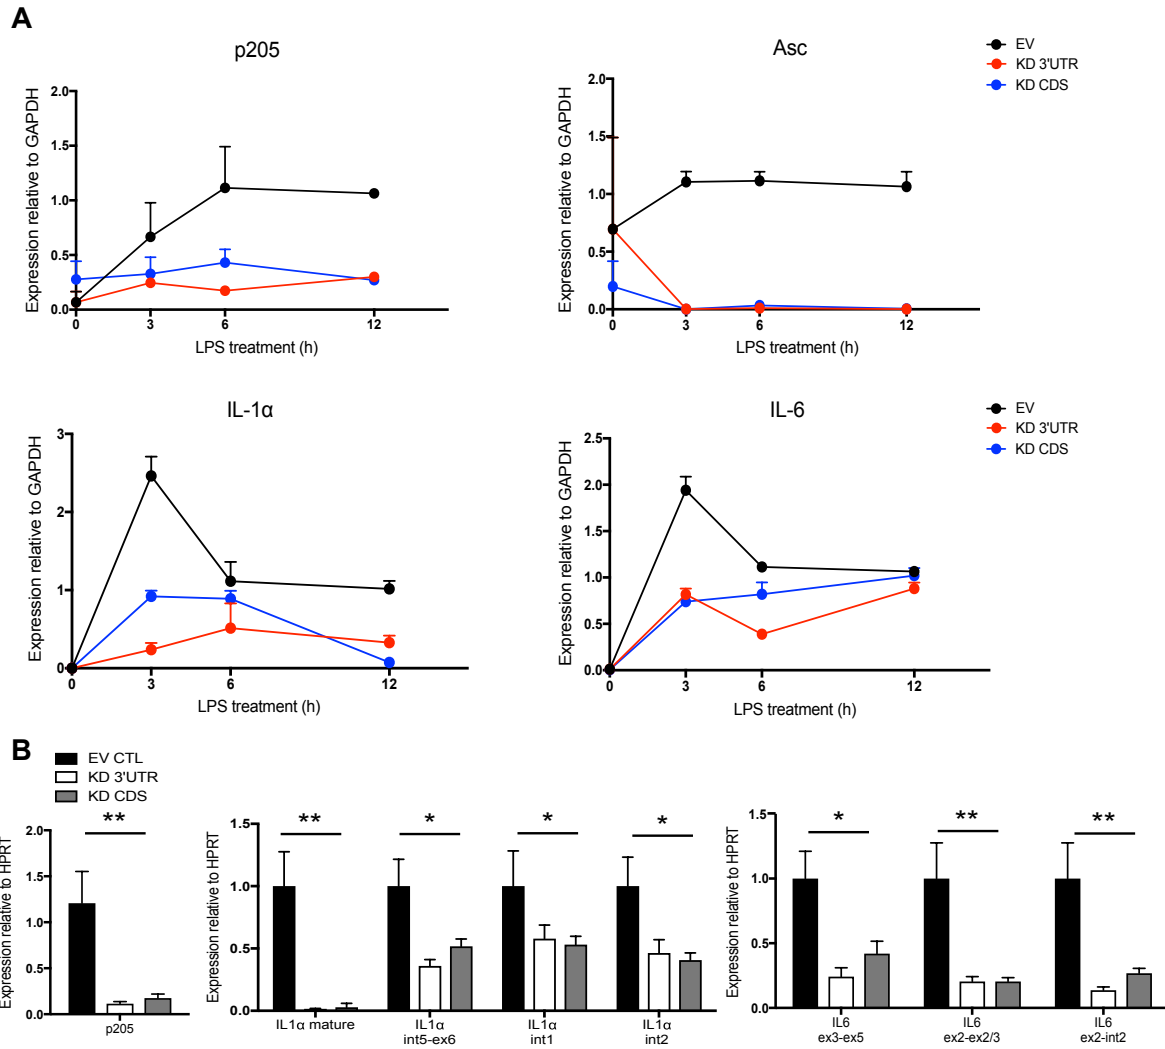 A
p205
Expression relative to GAPDH
2.0
1.5
1.0
0.5
0.0
0
3
6
12
LPS treatment (h)
Asc
Expression relative to GAPDH
2.0
1.5
1.0
0.5
0.0
0
3
6
12
LPS treatment (h)
EV
KD 3'UTR
KD CDS
IL-1α
Expression relative to GAPDH
3
2
1
0
0
3
6
12
LPS treatment (h)
IL-6
Expression relative to GAPDH
2.5
2.0
1.5
1.0
0.5
0.0
0
3
6
12
LPS treatment (h)
EV
KD 3'UTR
KD CDS
B
EV CTL
KD 3'UTR
KD CDS
Expression relative to HPRT
2.0
1.5
1.0
0.5
0.0
**
p205
Expression relative to HPRT
1.5
1.0
0.5
0.0
**
*
*
*
IL1α mature
IL1α
int5-ex6
IL1α
int1
IL1α
int2
Expression relative to HPRT
1.5
1.0
0.5
0.0
*
**
**
IL6
ex3-ex5
IL6
ex2-ex2/3
IL6
ex2-int2